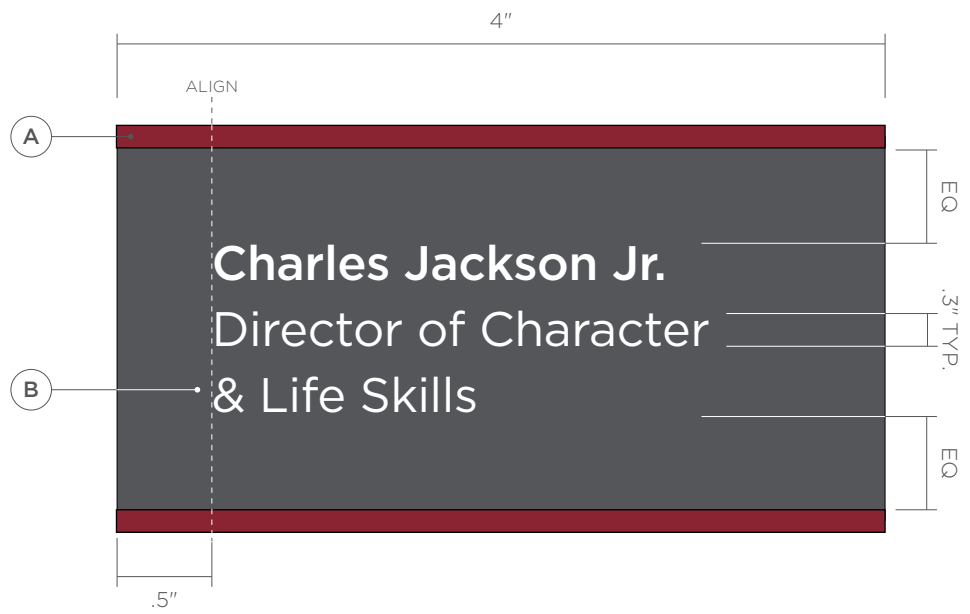 4"
ALIGN
A
EQ
Charles Jackson Jr.
Director of Character
.3" TYP.
& Life Skills
B
EQ
.5"